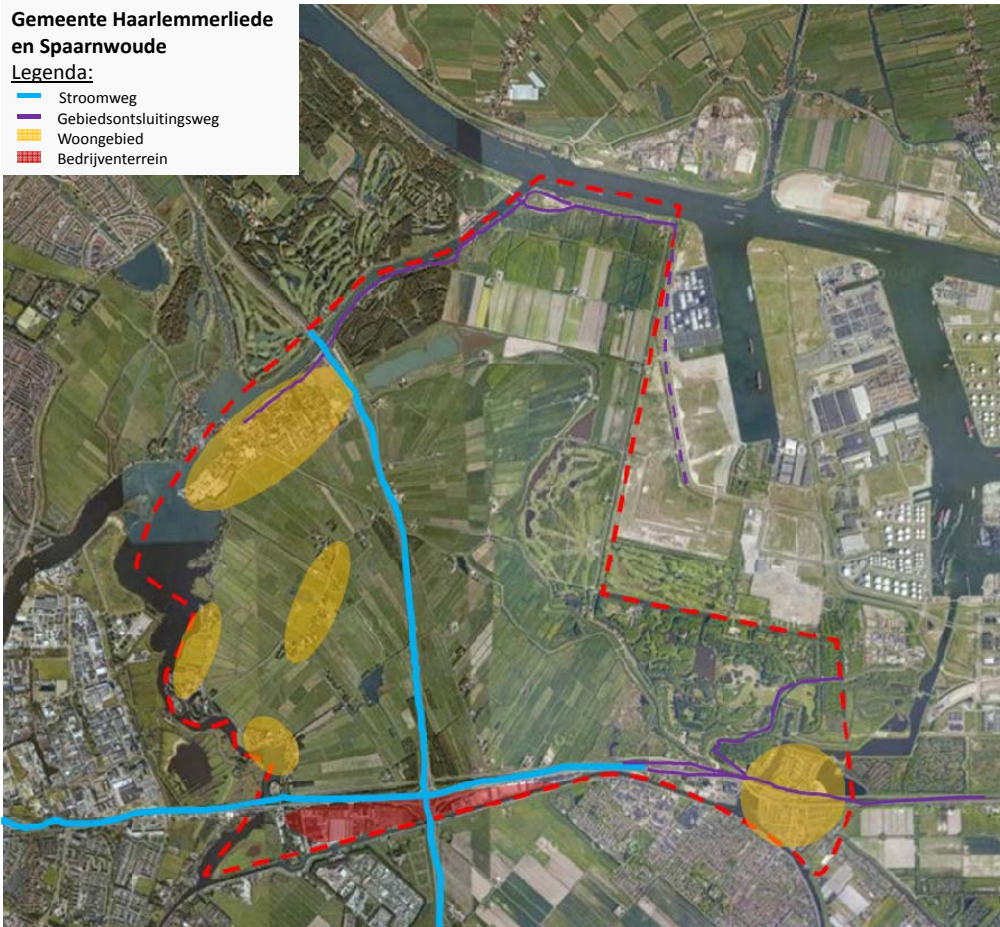 Gemeente Haarlemmerliede
en Spaarnwoude
Legenda:
Stroomweg
Gebiedsontsluitingsweg
Woongebied
Bedrijventerrein